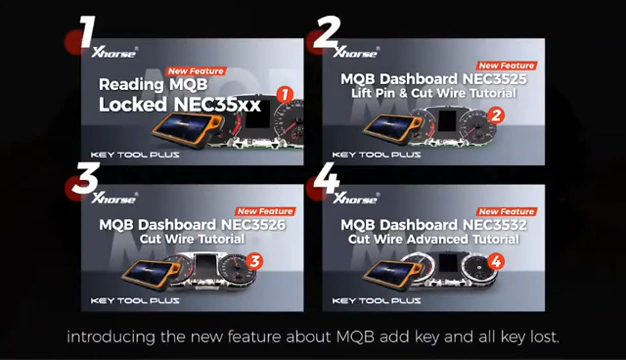 1
Xhorse®
New Feature
Reading MQB
Locked NEC35xx
1
KEY TOOL PLUS
2
Xhorse®
New Feature
MQB Dashboard NEC3525
Lift Pin & Cut Wire Tutorial
2
KEY TOOL PLUS
3
Xhorse®
New Feature
MQB Dashboard NEC3526
Cut Wire Tutorial
3
KEY TOOL PLUS
4
Xhorse®
New Feature
MQB Dashboard NEC3532
Cut Wire Advanced Tutorial
4
KEY TOOL PLUS
introducing the new feature about MQB add key and all key lost.